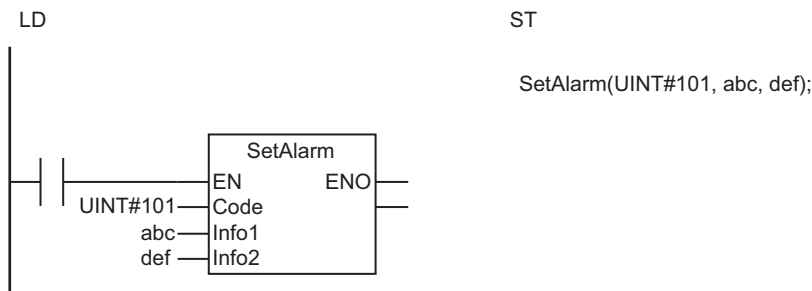 LD
ST
SetAlarm(UINT#101, abc, def);
SetAlarm
EN ENO
UINT#101 Code
abc Info1
def Info2